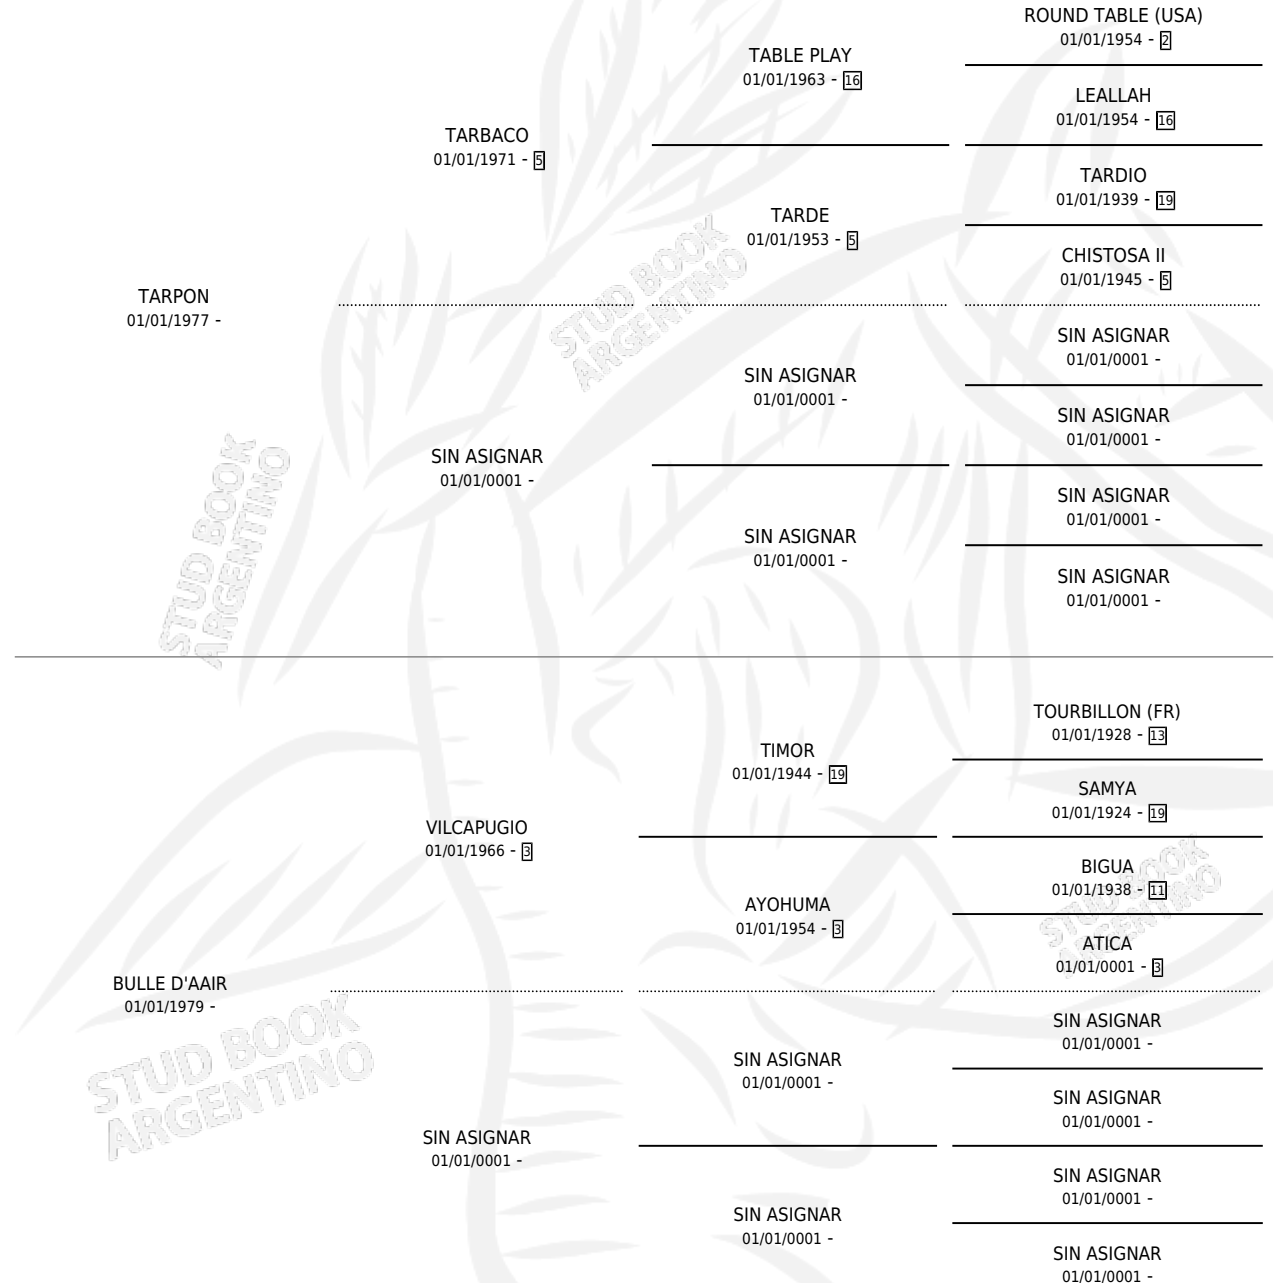 ROUND TABLE (USA)
01/01/1954 - 2
TABLE PLAY
01/01/1963 - 16
LEALLAH
01/01/1954 - 16
TARBACO
01/01/1971 - 5
TARDIO
01/01/1939 - 19
TARDE
01/01/1953 - 5
CHISTOSA II
01/01/1945 - 5
TARPON
01/01/1977 -
SIN ASIGNAR
01/01/0001 -
SIN ASIGNAR
01/01/0001 -
SIN ASIGNAR
01/01/0001 -
SIN ASIGNAR
01/01/0001 -
SIN ASIGNAR
01/01/0001 -
SIN ASIGNAR
01/01/0001 -
SIN ASIGNAR
01/01/0001 -
STUD BOOK
ARGENTINO
STUD BOOK
ARGENTINO
TOURBILLON (FR)
01/01/1928 - 13
TIMOR
01/01/1944 - 19
SAMYA
01/01/1924 - 19
VILCAPUGIO
01/01/1966 - 3
BIGUA
01/01/1938 - 11
AYOHUMA
01/01/1954 - 3
ATICA
01/01/0001 - 3
BULLE D'AAIR
01/01/1979 -
SIN ASIGNAR
01/01/0001 -
SIN ASIGNAR
01/01/0001 -
SIN ASIGNAR
01/01/0001 -
SIN ASIGNAR
01/01/0001 -
SIN ASIGNAR
01/01/0001 -
SIN ASIGNAR
01/01/0001 -
SIN ASIGNAR
01/01/0001 -
STUD BOOK
ARGENTINO
STUD BOOK
ARGENTINO